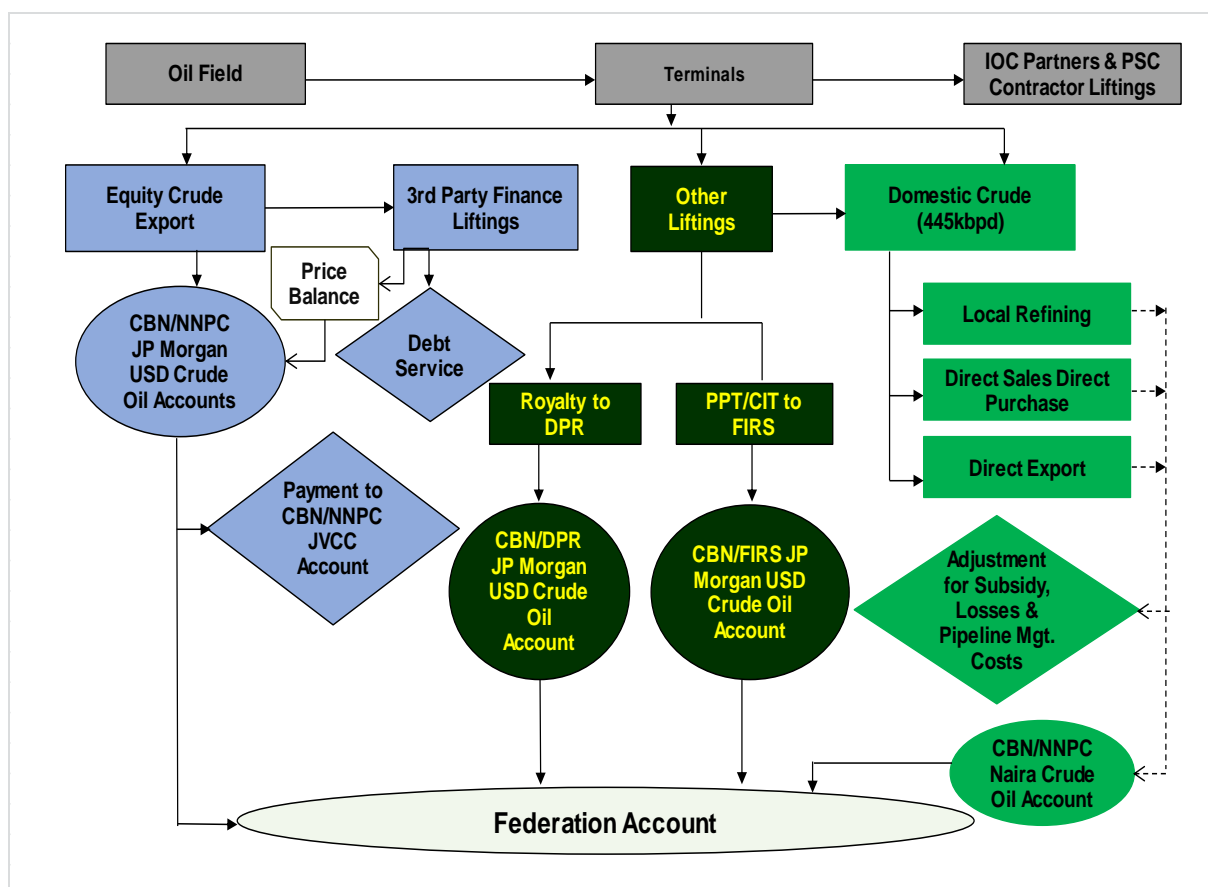 Oil Field
Terminals
IOC Partners & PSC
Contractor Liftings
Equity Crude
Export
3rd Party Finance
Liftings
Other
Liftings
Domestic Crude
(445kbpd)
Price
Balance
CBN/NNPC
JP Morgan
USD Crude
Oil Accounts
Debt
Service
Local Refining
Direct Sales Direct
Purchase
Direct Export
Royalty to
DPR
PPT/CIT to
FIRS
Payment to
CBN/NNPC
JVCC
Account
CBN/DPR
JP Morgan
USD Crude
Oil
Account
CBN/FIRS JP
Morgan USD
Crude Oil
Account
Adjustment
for Subsidy,
Losses &
Pipeline Mgt.
Costs
CBN/NNPC
Naira Crude
Oil Account
Federation Account